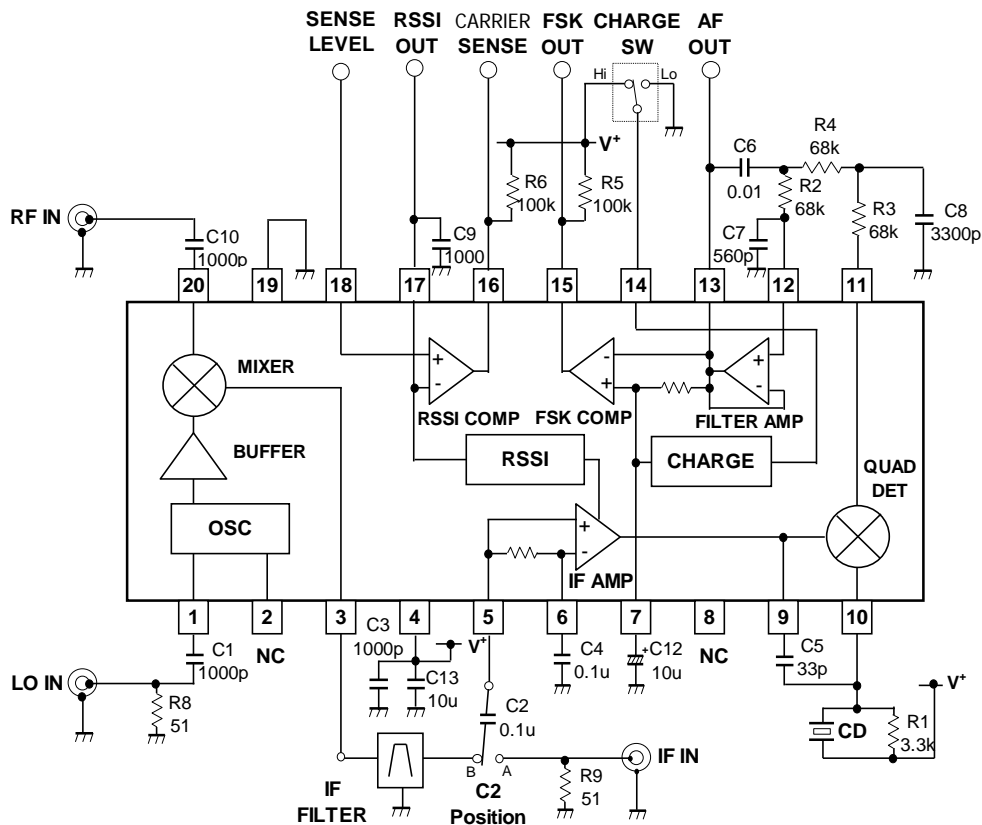 SENSE LEVEL
RSSI OUT
CARRIER SENSE
FSK OUT
CHARGE SW
AF OUT
Hi
Lo
V+
R6
100k
R5
100k
C6
0.01
R4
68k
R2
68k
R3
68k
C8
3300p
C7
560p
RF IN
C10
1000p
C9
1000
20
19
18
17
16
15
14
13
12
11
MIXER
BUFFER
OSC
+
-
RSSI COMP
-
+
FSK COMP
+
-
FILTER AMP
RSSI
CHARGE
QUAD DET
+
-
IF AMP
1
2
3
4
5
6
7
8
9
10
NC
NC
C1
1000p
LO IN
R8
51
C3
1000p
V+
C13
10u
C2
0.1u
C4
0.1u
+
C12
10u
C5
33p
V+
CD
R1
3.3k
IF FILTER
B
A
C2 Position
R9
51
IF IN